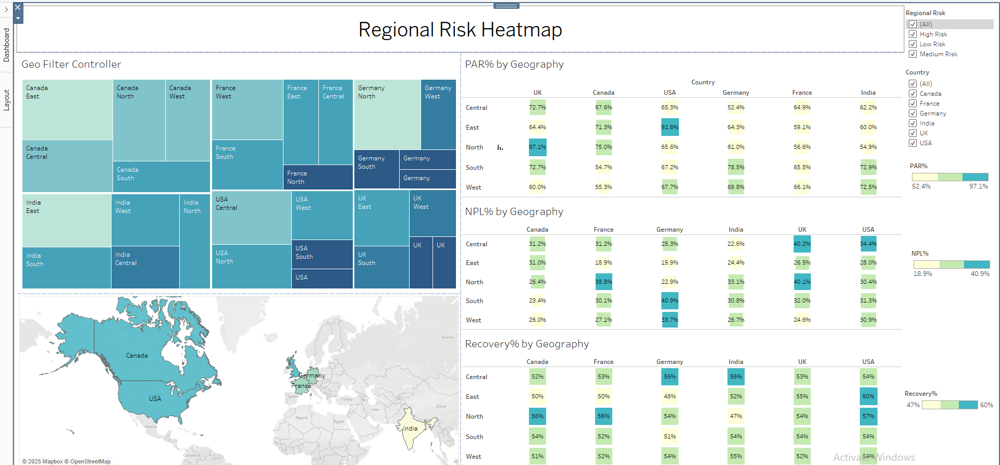 Dashboard
Layout
Regional Risk Heatmap
Geo Filter Controller
Canada
East
Canada
North
Canada
West
Canada
Central
Canada
South
France
West
France
East
France
Central
France
South
France
North
Germany
North
Germany
West
Germany
South
Germany
Germany
India
East
India
West
India
North
India
South
India
Central
USA
Central
USA
West
USA
North
USA
South
USA
UK
East
UK
West
UK
South
UK
UK
Canada
USA
Mexico
Colombia
Germany
France
Spain
Turkey
Algeria
Egypt
Iran
Russia
China
India
© 2025 Mapbox © OpenStreetMap
PAR% by Geography
Country
UK Canada USA Germany France India
Central 72.7% 67.6% 65.3% 52.4% 64.9% 62.2%
East 64.4% 71.3% 92.6% 64.3% 59.1% 60.0%
North 97.1% 75.0% 65.6% 61.0% 56.6% 54.9%
South 72.7% 54.7% 67.2% 78.5% 65.5% 72.9%
West 60.0% 55.3% 67.7% 69.8% 66.1% 72.5%
NPL% by Geography
Canada France Germany India UK USA
Central 31.2% 31.2% 28.3% 22.6% 40.2% 34.4%
East 31.0% 18.9% 19.9% 24.4% 26.5% 28.0%
North 26.4% 38.8% 22.9% 33.1% 40.1% 30.4%
South 23.4% 30.1% 40.9% 30.8% 32.0% 31.3%
West 26.0% 27.1% 33.7% 26.7% 24.6% 30.9%
Recovery% by Geography
Canada France Germany India UK USA
Central 52% 53% 56% 56% 53% 54%
East 50% 50% 48% 52% 55% 60%
North 56% 56% 54% 47% 54% 57%
South 54% 52% 51% 54% 54% 54%
West 51% 52% 54% 55% 52% 54%
Regional Risk
(All)
High Risk
Low Risk
Medium Risk
Country
(All)
Canada
France
Germany
India
UK
USA
PAR%
52.4% 97.1%
NPL%
18.9% 40.9%
Recovery%
47% 60%
Activate Windows